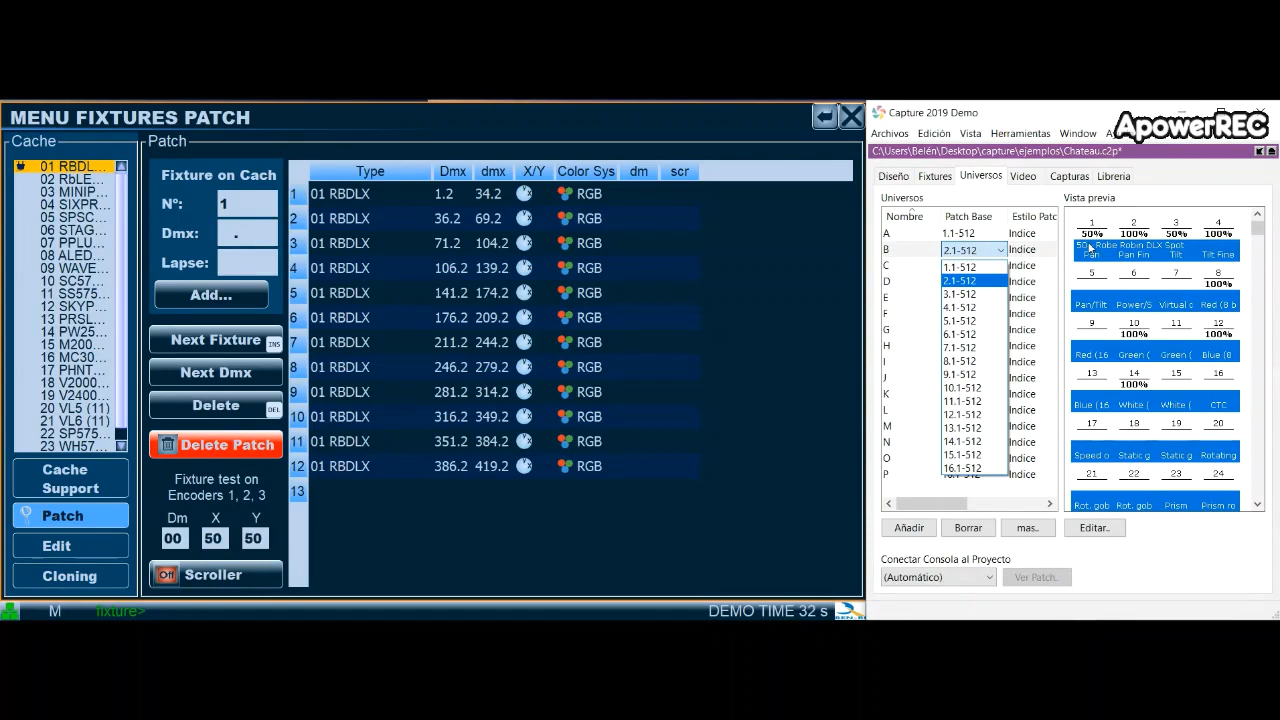 MENU FIXTURES PATCH
Cache
01 RBDL...
02 RbLE...
03 MINIP...
04 SIXPR...
05 SPSC...
06 STAG...
07 PPLU...
08 ALED...
09 WAVE...
10 SC57...
11 SS575...
12 SKYP...
13 PRSL...
14 PW25...
15 M200...
16 MC30...
17 PHNT...
18 V2000...
19 V2400...
20 VL5 (11)
21 VL6 (11)
22 SP575...
23 WH57...
Cache
Support
Patch
Edit
Cloning
Patch
Fixture on Cach
Nº: 1
Dmx: .
Lapse:
Add...
Next Fixture INS
Next Dmx
Delete DEL
Delete Patch
Fixture test on
Encoders 1, 2, 3
Dm X Y
00 50 50
Off Scroller
Type Dmx dmx X/Y Color Sys dm scr
1 01 RBDLX 1.2 34.2 RGB
2 01 RBDLX 36.2 69.2 RGB
3 01 RBDLX 71.2 104.2 RGB
4 01 RBDLX 106.2 139.2 RGB
5 01 RBDLX 141.2 174.2 RGB
6 01 RBDLX 176.2 209.2 RGB
7 01 RBDLX 211.2 244.2 RGB
8 01 RBDLX 246.2 279.2 RGB
9 01 RBDLX 281.2 314.2 RGB
10 01 RBDLX 316.2 349.2 RGB
11 01 RBDLX 351.2 384.2 RGB
12 01 RBDLX 386.2 419.2 RGB
13
M fixture> DEMO TIME 32 s
Capture 2019 Demo
ApowerREC
Archivos Edición Vista Herramientas Window
C:\Users\Belén\Desktop\capture\ejemplos\Chateau.c2p*
Diseño Fixtures Universos Video Capturas Libreria
Universos
Nombre Patch Base Estilo Patc
A 1.1-512 Indice
B 2.1-512 Indice
C 1.1-512 Indice
D 2.1-512 Indice
E 3.1-512 Indice
F 4.1-512 Indice
G 5.1-512 Indice
H 6.1-512 Indice
I 7.1-512 Indice
J 8.1-512 Indice
K 9.1-512 Indice
L 10.1-512 Indice
M 11.1-512 Indice
N 12.1-512 Indice
O 13.1-512 Indice
P 14.1-512 Indice
15.1-512
16.1-512
Añadir Borrar mas..
Conectar Consola al Proyecto
(Automático) Ver Patch..
Vista previa
1 2 3 4
50% 100% 50% 100%
Robe Robin DLX Spot
Pan Pan Fin Tilt Tilt Fine
5 6 7 8
100%
Pan/Tilt Power/S Virtual c Red (8 b
9 10 11 12
100% 100%
Red (16 Green ( Green ( Blue (8
13 14 15 16
100%
Blue (16 White ( White ( CTC
17 18 19 20
Speed o Static g Static g Rotating
21 22 23 24
Rot. gob Rot. gob Prism Prism ro
Editar..